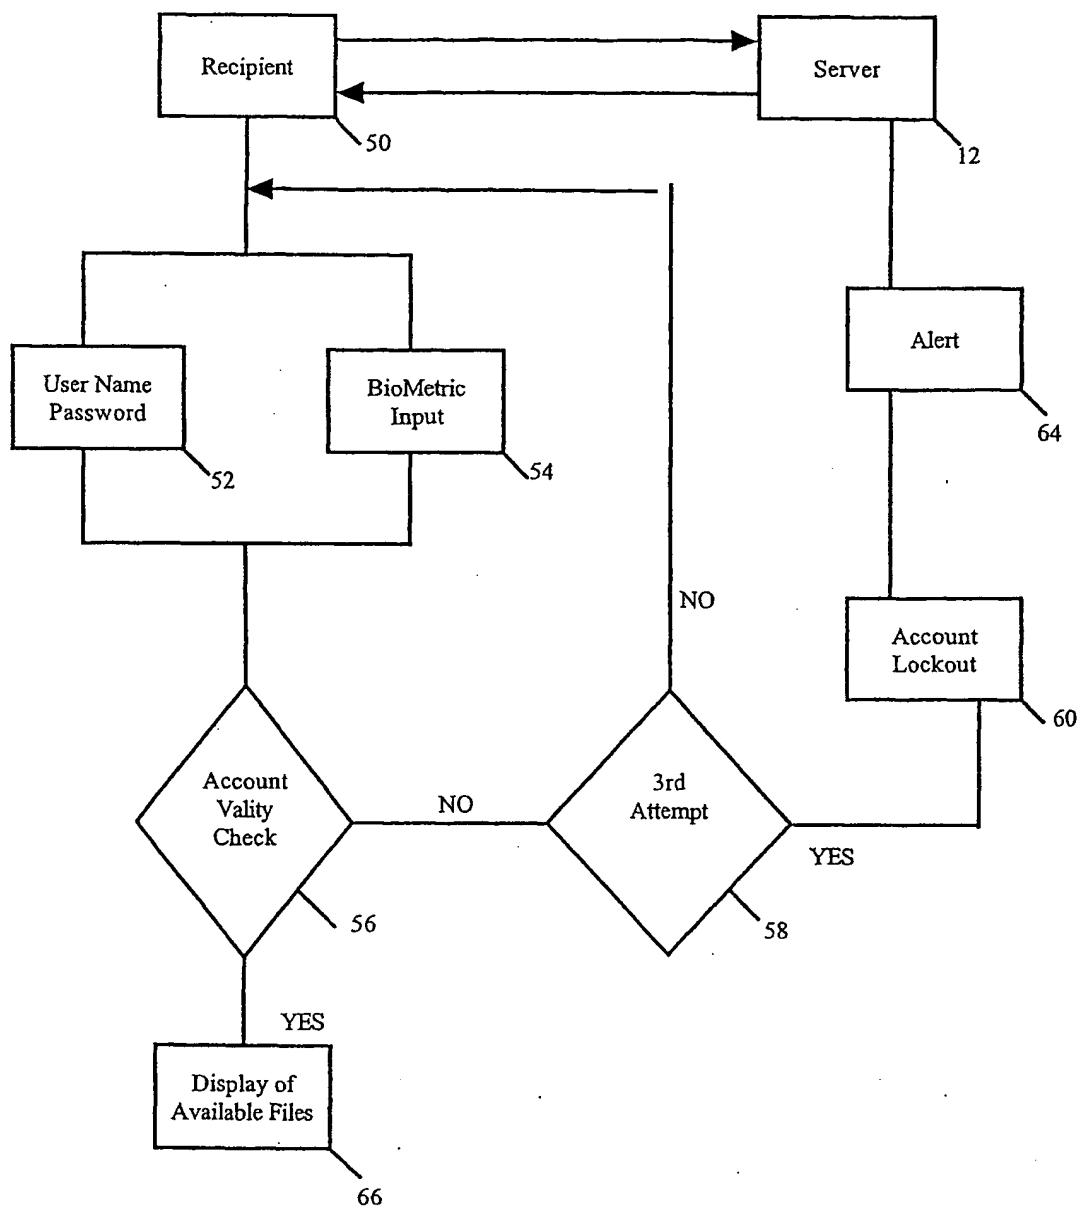 Recipient
Server
50
12
Alert
User Name
Password
BioMetric
Input
64
52
54
NO
Account
Lockout
60
Account
Vality
Check
NO
3rd
Attempt
YES
56
58
YES
Display of
Available Files
66